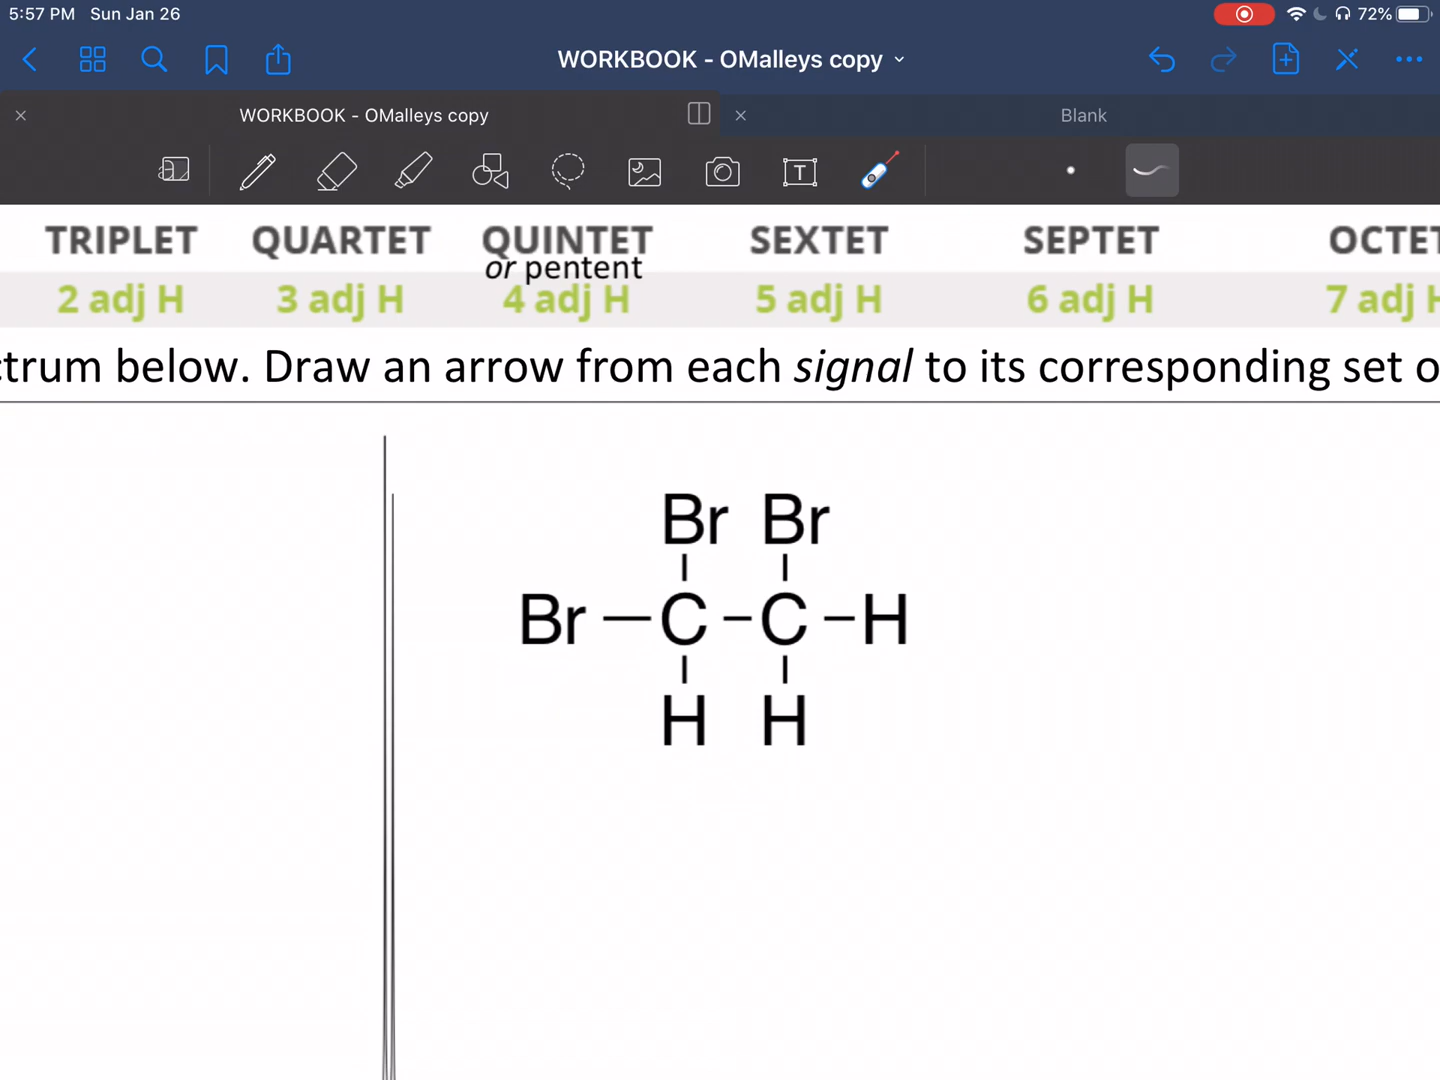 5:57 PM Sun Jan 26
72%
WORKBOOK - OMalleys copy
WORKBOOK - OMalleys copy
Blank
T
TRIPLET QUARTET QUINTET SEXTET SEPTET OCTET
or pentent
2 adj H 3 adj H 4 adj H 5 adj H 6 adj H 7 adj H
ctrum below. Draw an arrow from each signal to its corresponding set o
Br Br
Br — C – C – H
H H